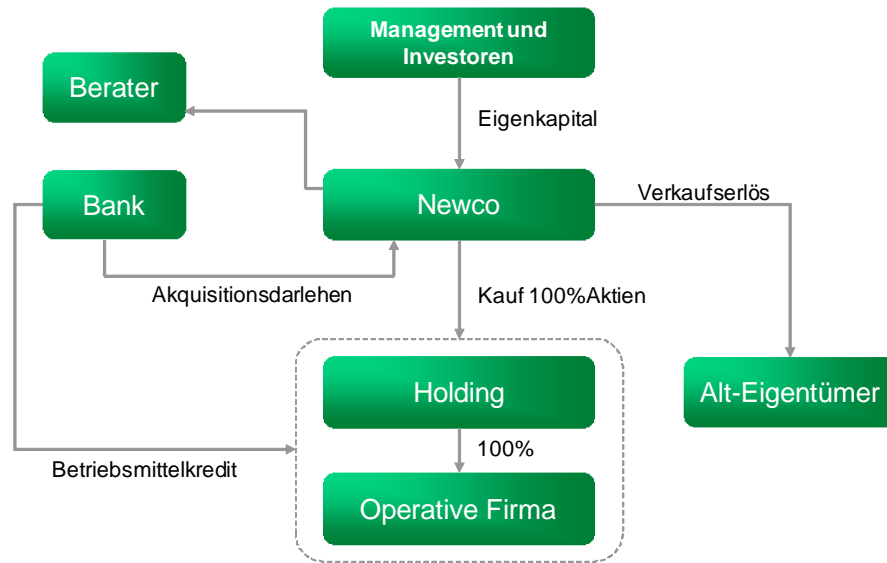 Management und
Investoren
Berater
Eigenkapital
Bank
Newco
Verkaufserlös
Akquisitionsdarlehen
Kauf 100%Aktien
Holding
Alt-Eigentümer
100%
Betriebsmittelkredit
Operative Firma